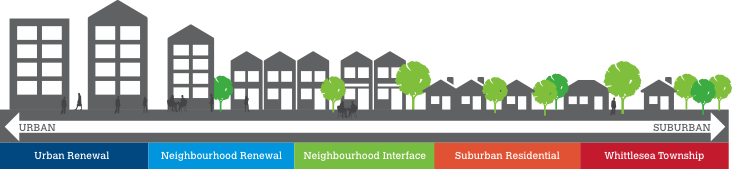 URBAN
SUBURBAN
Urban Renewal
Neighbourhood Renewal
Neighbourhood Interface
Suburban Residential
Whittlesea Township